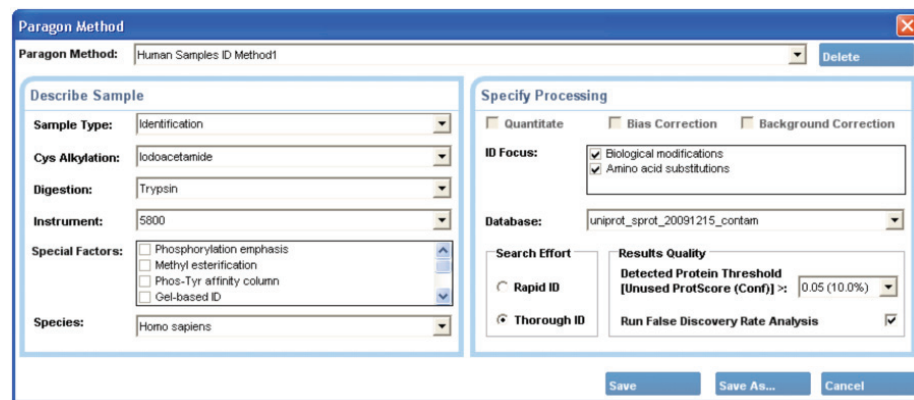 Paragon Method
Paragon Method: Human Samples ID Method1 Delete
Describe Sample
Sample Type: Identification
Cys Alkylation: Iodoacetamide
Digestion: Trypsin
Instrument: 5800
Special Factors: Phosphorylation emphasis
Methyl esterification
Phos-Tyr affinity column
Gel-based ID
Species: Homo sapiens
Specify Processing
Quantitate Bias Correction Background Correction
ID Focus: Biological modifications
Amino acid substitutions
Database: uniprot_sprot_20091215_contam
Search Effort
Rapid ID
Thorough ID
Results Quality
Detected Protein Threshold
[Unused ProtScore (Conf)] >: 0.05 (10.0%)
Run False Discovery Rate Analysis
Save Save As... Cancel